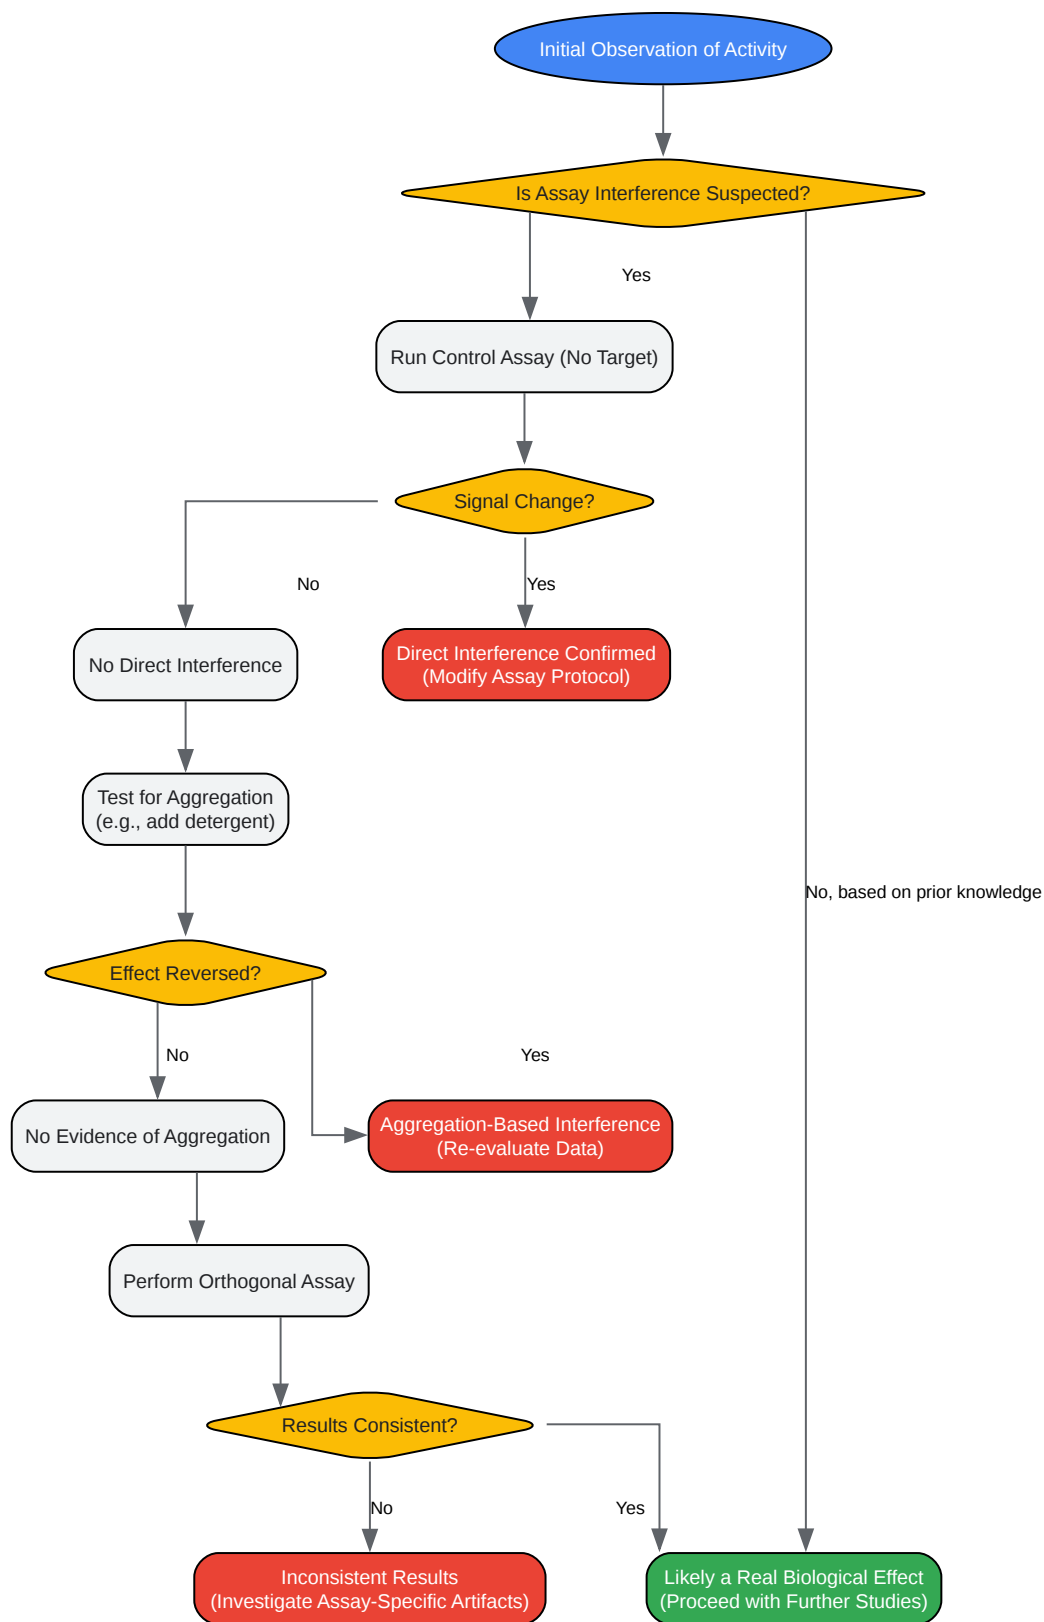 Initial Observation of Activity
Is Assay Interference Suspected?
Yes
Run Control Assay (No Target)
Signal Change?
No
Yes
No Direct Interference
Direct Interference Confirmed
(Modify Assay Protocol)
Test for Aggregation
(e.g., add detergent)
No, based on prior knowledge
Effect Reversed?
No
Yes
No Evidence of Aggregation
Aggregation-Based Interference
(Re-evaluate Data)
Perform Orthogonal Assay
Results Consistent?
No
Yes
Inconsistent Results
(Investigate Assay-Specific Artifacts)
Likely a Real Biological Effect
(Proceed with Further Studies)